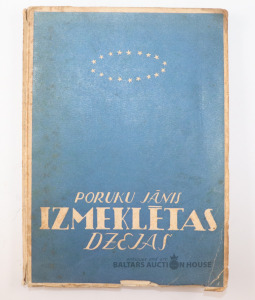 PORUKU JĀNIS
IZMEKLĒTAS
DZEJAS
BALTARS AUCTION HOUSE